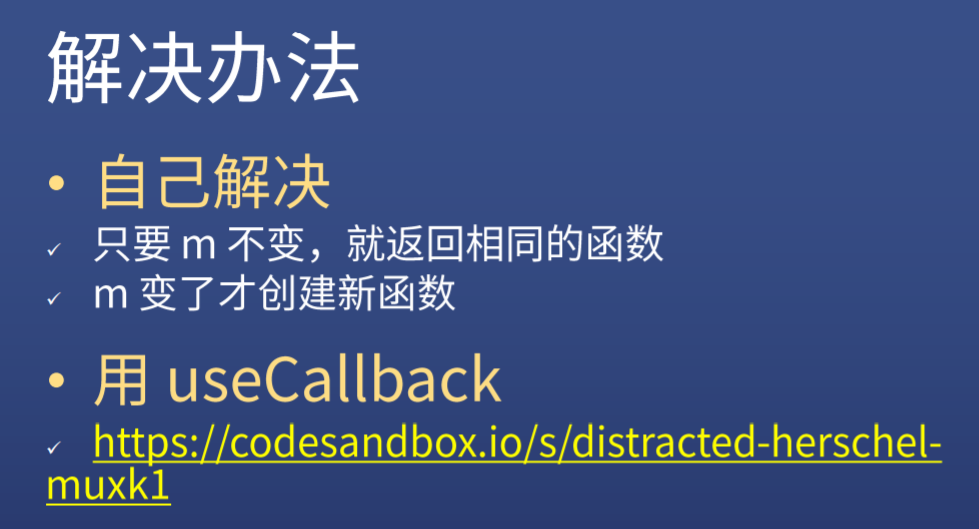 解决办法
• 自己解决
✓ 只要 m 不变，就返回相同的函数
✓ m 变了才创建新函数
• 用 useCallback
✓ https://codesandbox.io/s/distracted-herschel-
muxk1